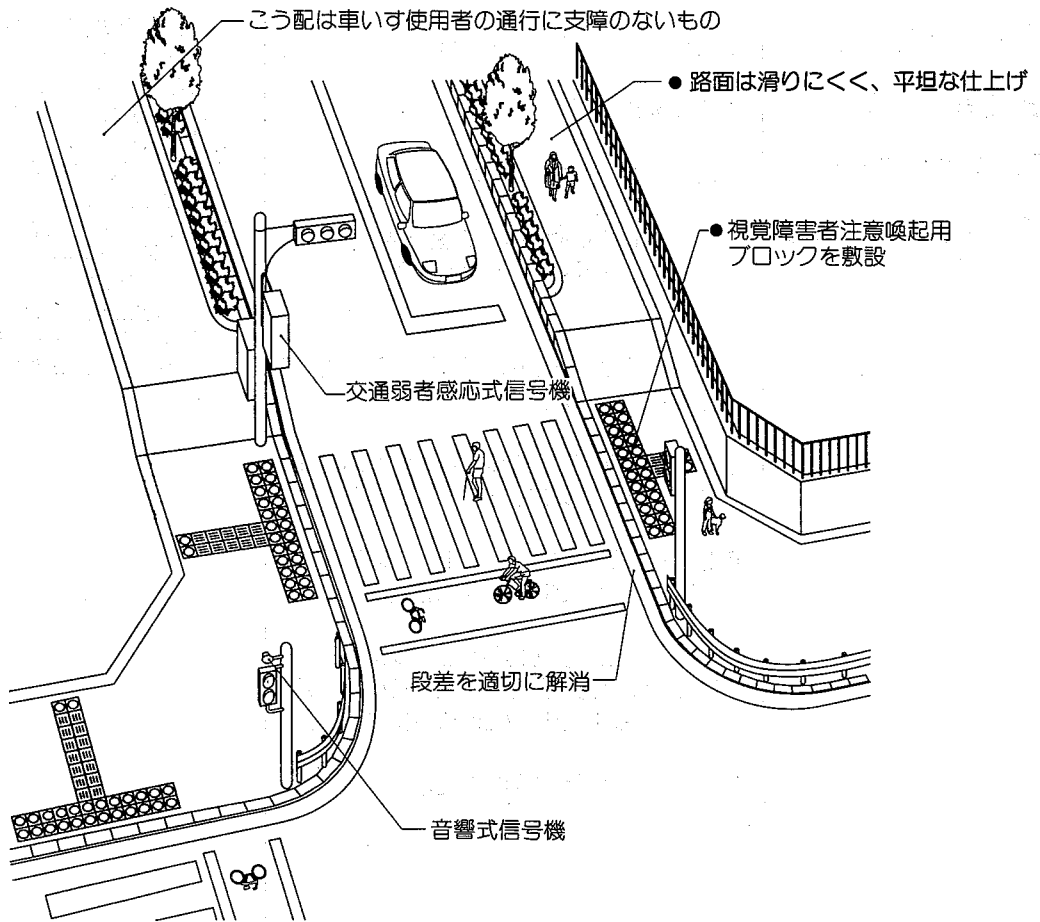 こう配は車いす使用者の通行に支障のないもの
● 路面は滑りにくく、平坦な仕上げ
● 視覚障害者注意喚起用
ブロックを敷設
交通弱者感応式信号機
段差を適切に解消
音響式信号機